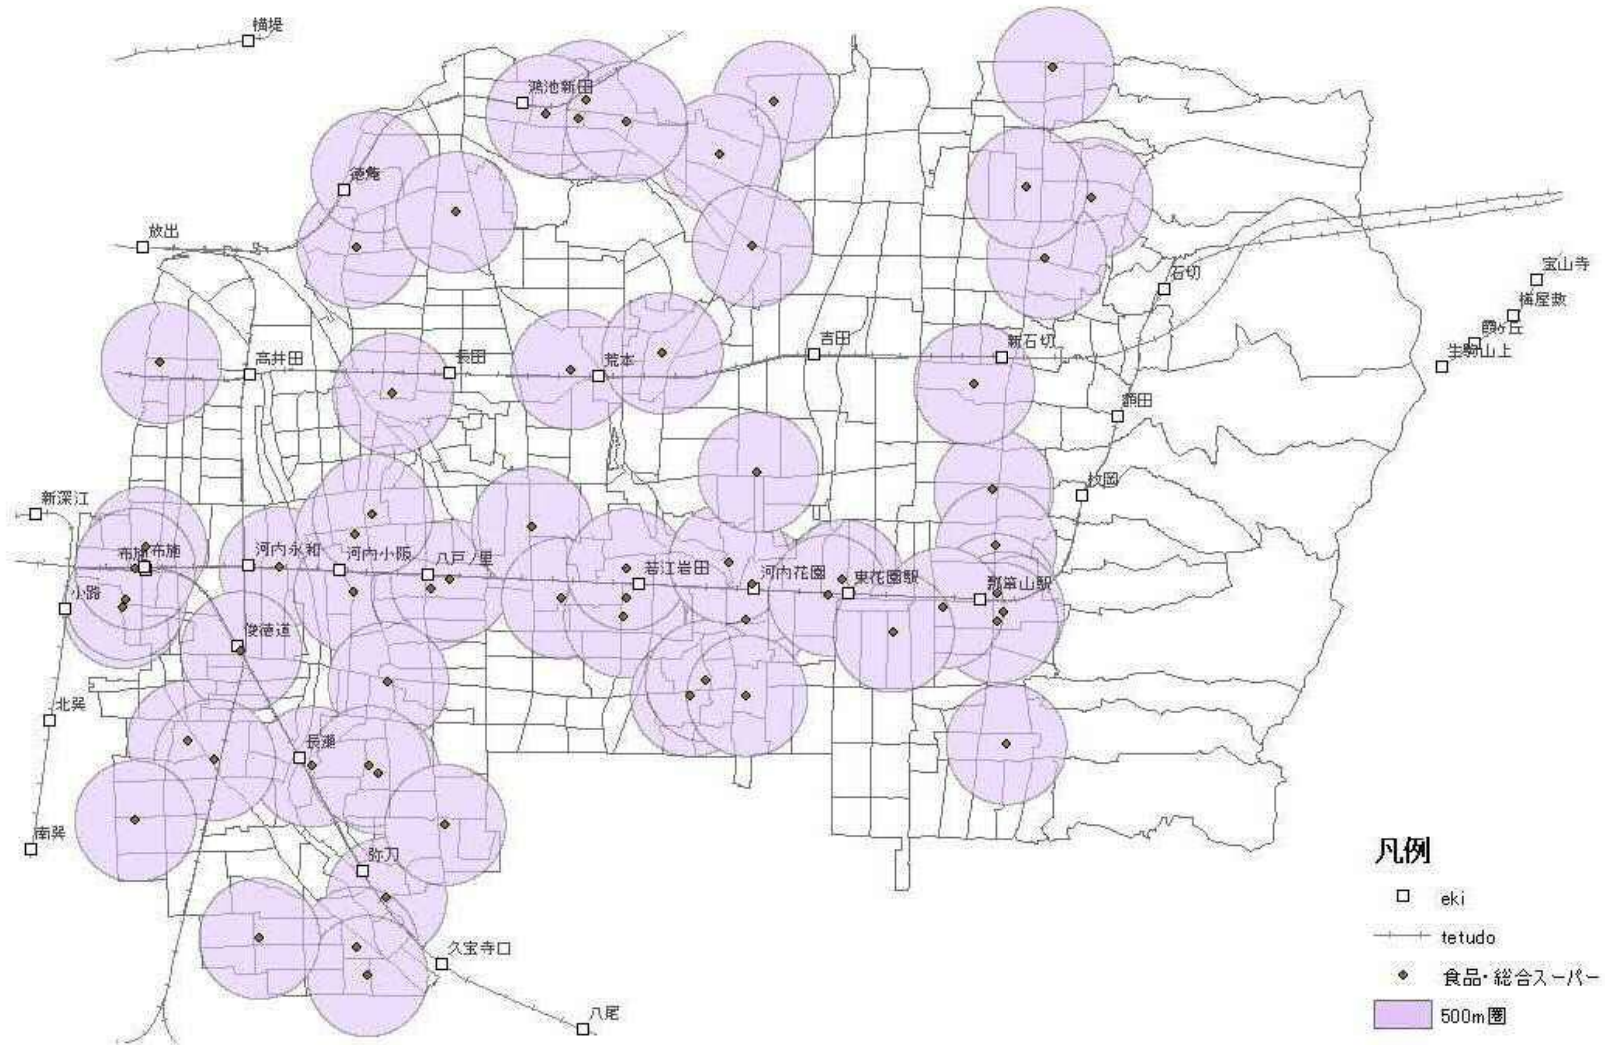 横堤
鴻池新田
徳庵
放出
石切
宝山寺
梅屋敷
霞ヶ丘
生駒山上
高井田
長田
荒本
吉田
新石切
額田
枚岡
新深江
布施
布施
河内永和
河内小阪
八戸ノ里
若江岩田
河内花園
東花園駅
瓢箪山駅
小路
俊徳道
北巽
長瀬
南巽
弥刀
久宝寺口
八尾
凡例
eki
tetudo
食品・総合スーパー
500m圏